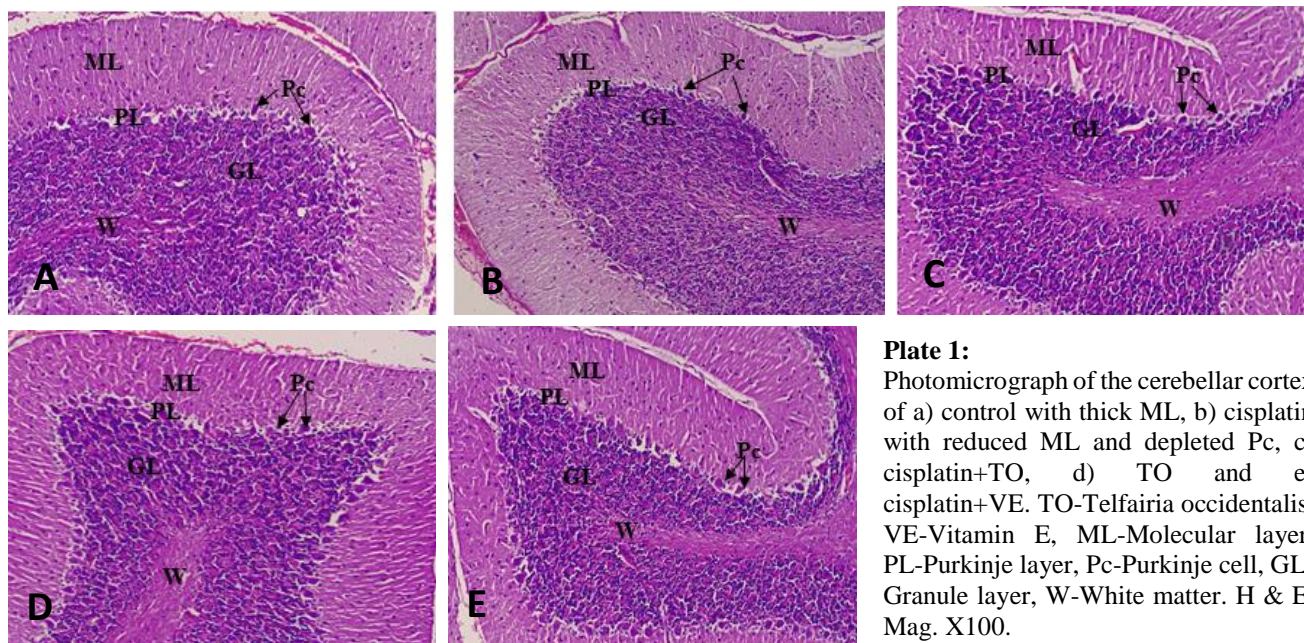 ML
Pc
PL
GL
W
A
ML
Pc
PL
GL
W
B
ML
PL
Pc
GL
W
C
ML
Pc
PL
GL
W
D
ML
PL
Pc
GL
W
E
Plate 1:
Photomicrograph of the cerebellar cortex
of a) control with thick ML, b) cisplatin
with reduced ML and depleted Pc, c
cisplatin+TO, d) TO and e
cisplatin+VE. TO-Telfairia occidentalis
VE-Vitamin E, ML-Molecular layer
PL-Purkinje layer, Pc-Purkinje cell, GL
Granule layer, W-White matter. H & E
Mag. X100.